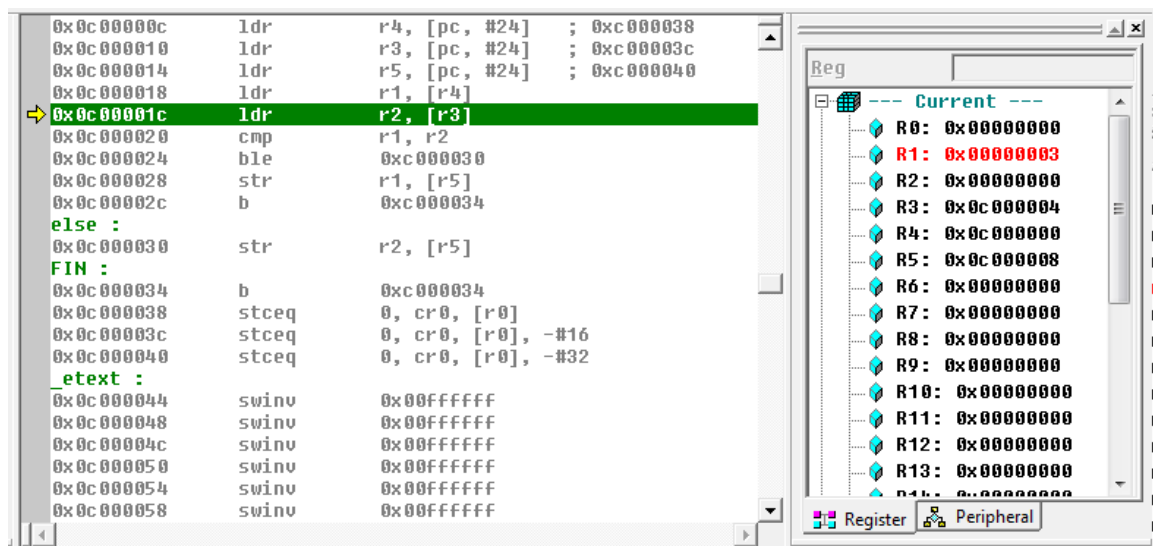 0x0c00000c ldr r4, [pc, #24] ; 0xc000038
0x0c000010 ldr r3, [pc, #24] ; 0xc00003c
0x0c000014 ldr r5, [pc, #24] ; 0xc000040
0x0c000018 ldr r1, [r4]
0x0c00001c ldr r2, [r3]
0x0c000020 cmp r1, r2
0x0c000024 ble 0xc000030
0x0c000028 str r1, [r5]
0x0c00002c b 0xc000034
else :
0x0c000030 str r2, [r5]
FIN :
0x0c000034 b 0xc000034
0x0c000038 stceq 0, cr0, [r0]
0x0c00003c stceq 0, cr0, [r0], -#16
0x0c000040 stceq 0, cr0, [r0], -#32
_etext :
0x0c000044 swinv 0x00ffffff
0x0c000048 swinv 0x00ffffff
0x0c00004c swinv 0x00ffffff
0x0c000050 swinv 0x00ffffff
0x0c000054 swinv 0x00ffffff
0x0c000058 swinv 0x00ffffff
Reg
--- Current ---
R0: 0x00000000
R1: 0x00000003
R2: 0x00000000
R3: 0x0c000004
R4: 0x0c000000
R5: 0x0c000008
R6: 0x00000000
R7: 0x00000000
R8: 0x00000000
R9: 0x00000000
R10: 0x00000000
R11: 0x00000000
R12: 0x00000000
R13: 0x00000000
R14: 0x00000000
Register Peripheral